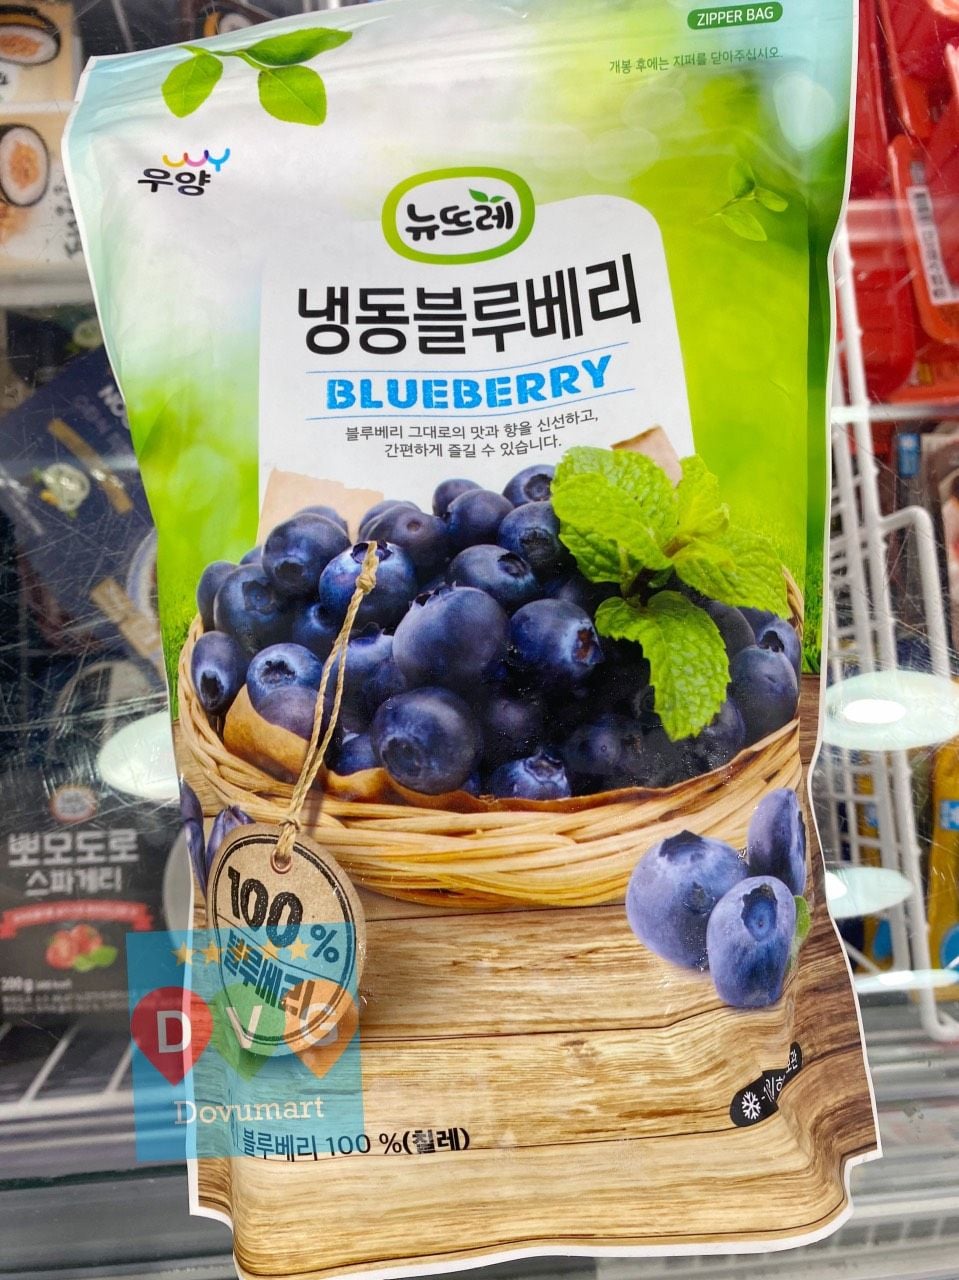 ZIPPER BAG
개봉 후에는 지퍼를 닫아주십시오.
우양
뉴뜨레
냉동블루베리
BLUEBERRY
블루베리 그대로의 맛과 향을 신선하고,
간편하게 즐길 수 있습니다.
100 %
블루베리
뽀모도로
스파게티
D V G
Dovumart
블루베리 100 %(칠레)